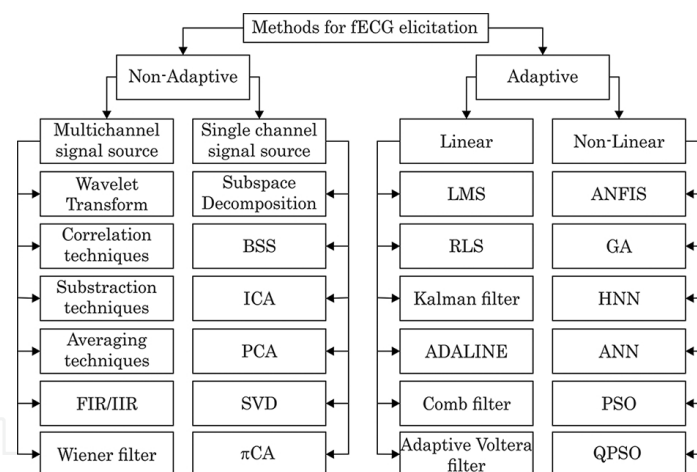 Methods for fECG elicitation
Non-Adaptive
Adaptive
Multichannel
signal source
Single channel
signal source
Linear
Non-Linear
Wavelet
Transform
Subspace
Decomposition
LMS
ANFIS
Correlation
techniques
BSS
RLS
GA
Substraction
techniques
ICA
Kalman filter
HNN
Averaging
techniques
PCA
ADALINE
ANN
FIR/IIR
SVD
Comb filter
PSO
Wiener filter
πCA
Adaptive Voltera
filter
QPSO